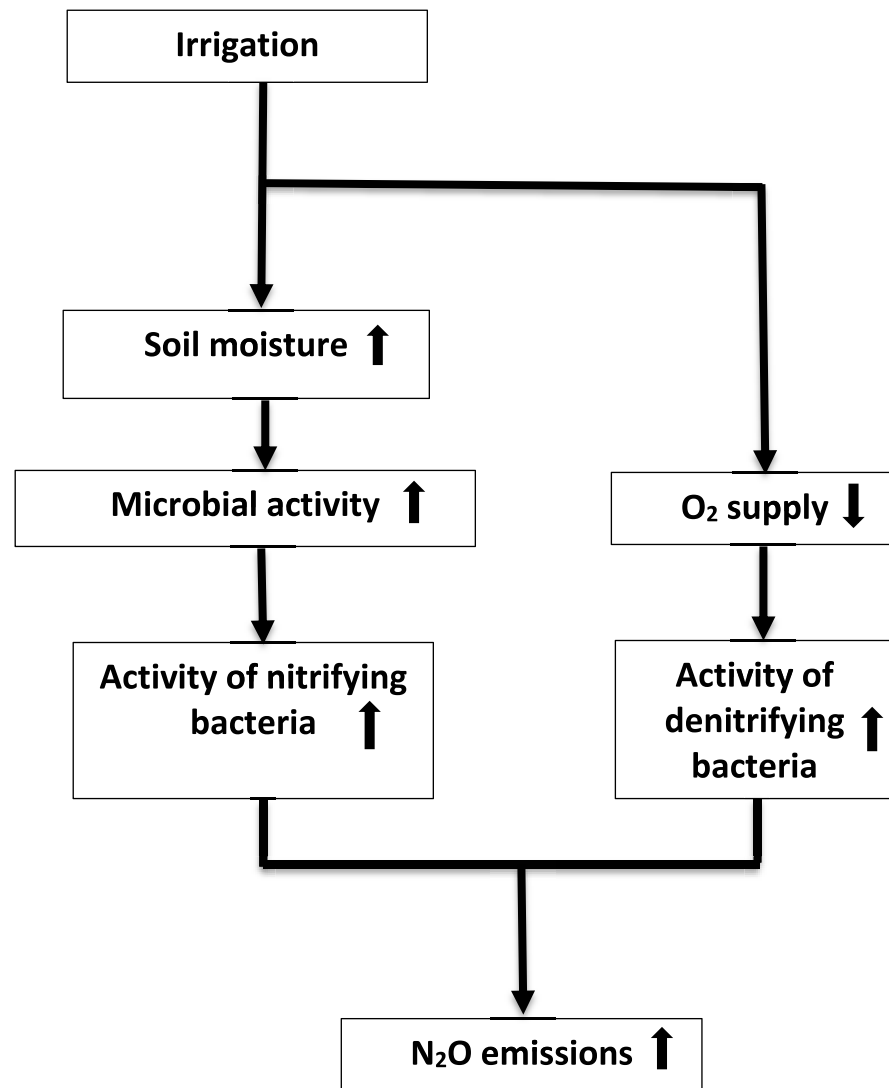 Irrigation
Soil moisture
Microbial activity
O₂ supply
Activity of nitrifying
bacteria
Activity of
denitrifying
bacteria
N₂O emissions